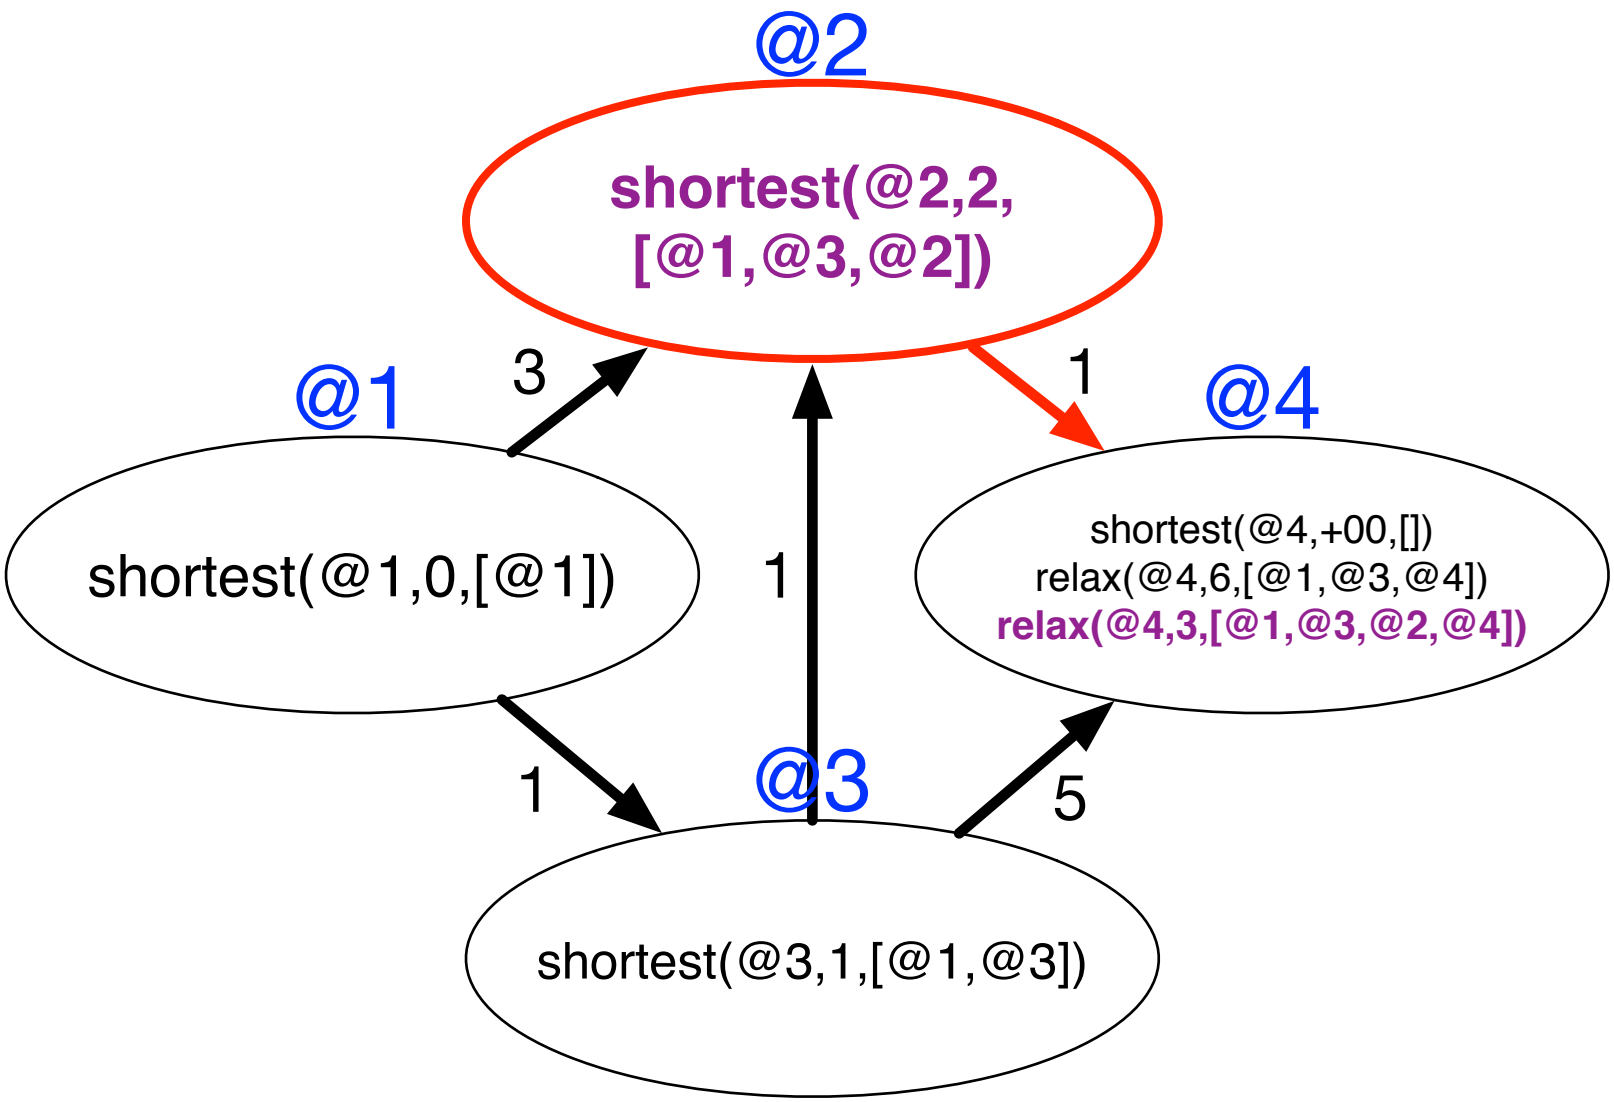 @2
shortest(@2,2,
[@1,@3,@2])
3
1
@1
@4
shortest(@1,0,[@1])
1
shortest(@4,+00,[])
relax(@4,6,[@1,@3,@4])
relax(@4,3,[@1,@3,@2,@4])
1
@3
5
shortest(@3,1,[@1,@3])